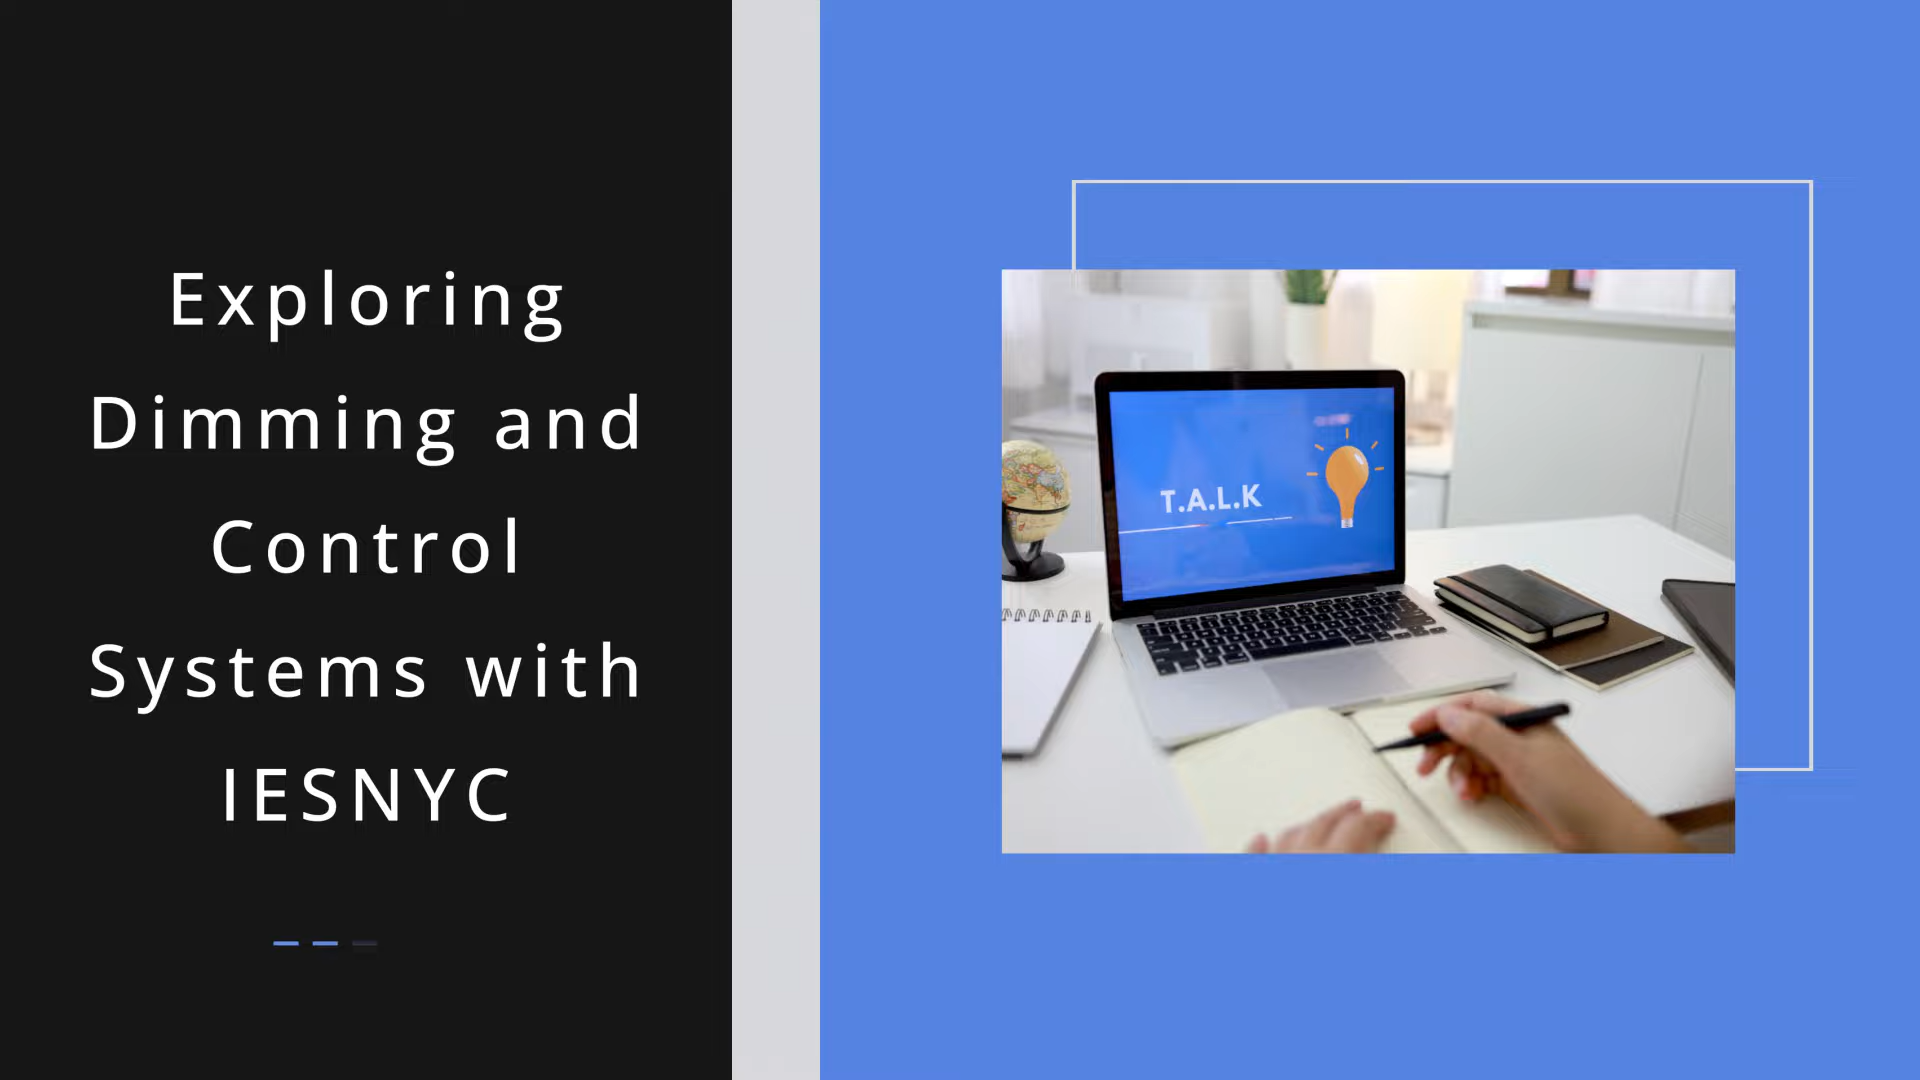 Exploring
Dimming and
Control
Systems with
IESNYC
T.A.L.K